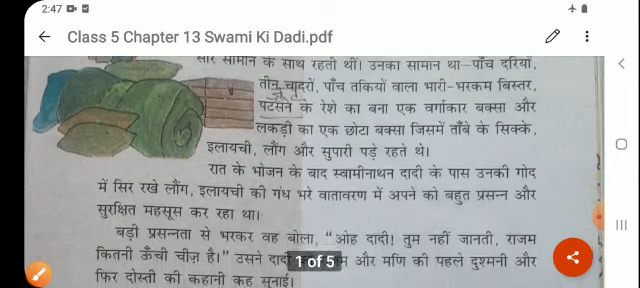 2:47
Class 5 Chapter 13 Swami Ki Dadi.pdf
सारे सामान के साथ रहती थीं। उनका सामान था–पाँच दरियाँ,
तीन चादरें, पाँच तकियों वाला भारी-भरकम बिस्तर,
पटसन के रेशे का बना एक वर्गाकार बक्सा और
लकड़ी का एक छोटा बक्सा जिसमें ताँबे के सिक्के,
इलायची, लौंग और सुपारी पड़े रहते थे।
रात के भोजन के बाद स्वामीनाथन दादी के पास उनकी गोद
में सिर रखे लौंग, इलायची की गंध भरे वातावरण में अपने को बहुत प्रसन्न और
सुरक्षित महसूस कर रहा था।
बड़ी प्रसन्नता से भरकर वह बोला, “ओह दादी! तुम नहीं जानती, राजम
कितनी ऊँची चीज़ है।” उसने दादी और मणि की पहले दुश्मनी और
1 of 5
फिर दोस्ती की कहानी कह सुनाई।